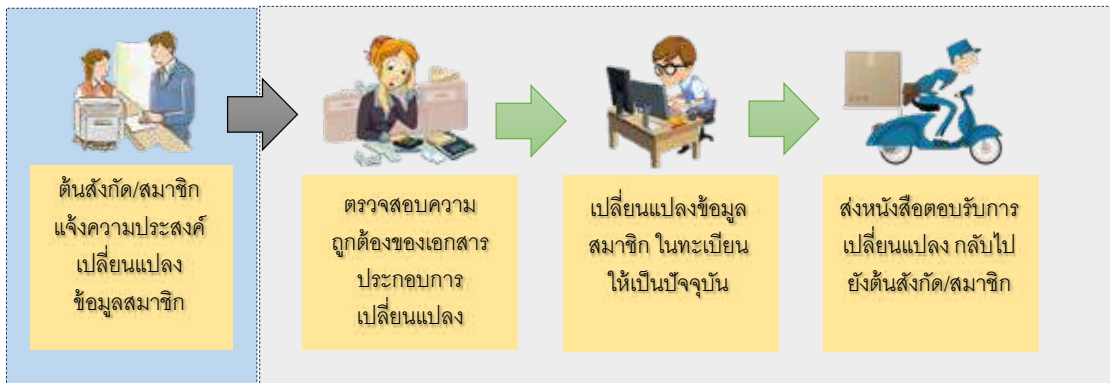 ต้นสังกัด/สมาชิก
แจ้งความประสงค์
เปลี่ยนแปลง
ข้อมูลสมาชิก
ตรวจสอบความ
ถูกต้องของเอกสาร
ประกอบการ
เปลี่ยนแปลง
เปลี่ยนแปลงข้อมูล
สมาชิก ในทะเบียน
ให้เป็นปัจจุบัน
ส่งหนังสือตอบรับการ
เปลี่ยนแปลง กลับไป
ยังต้นสังกัด/สมาชิก